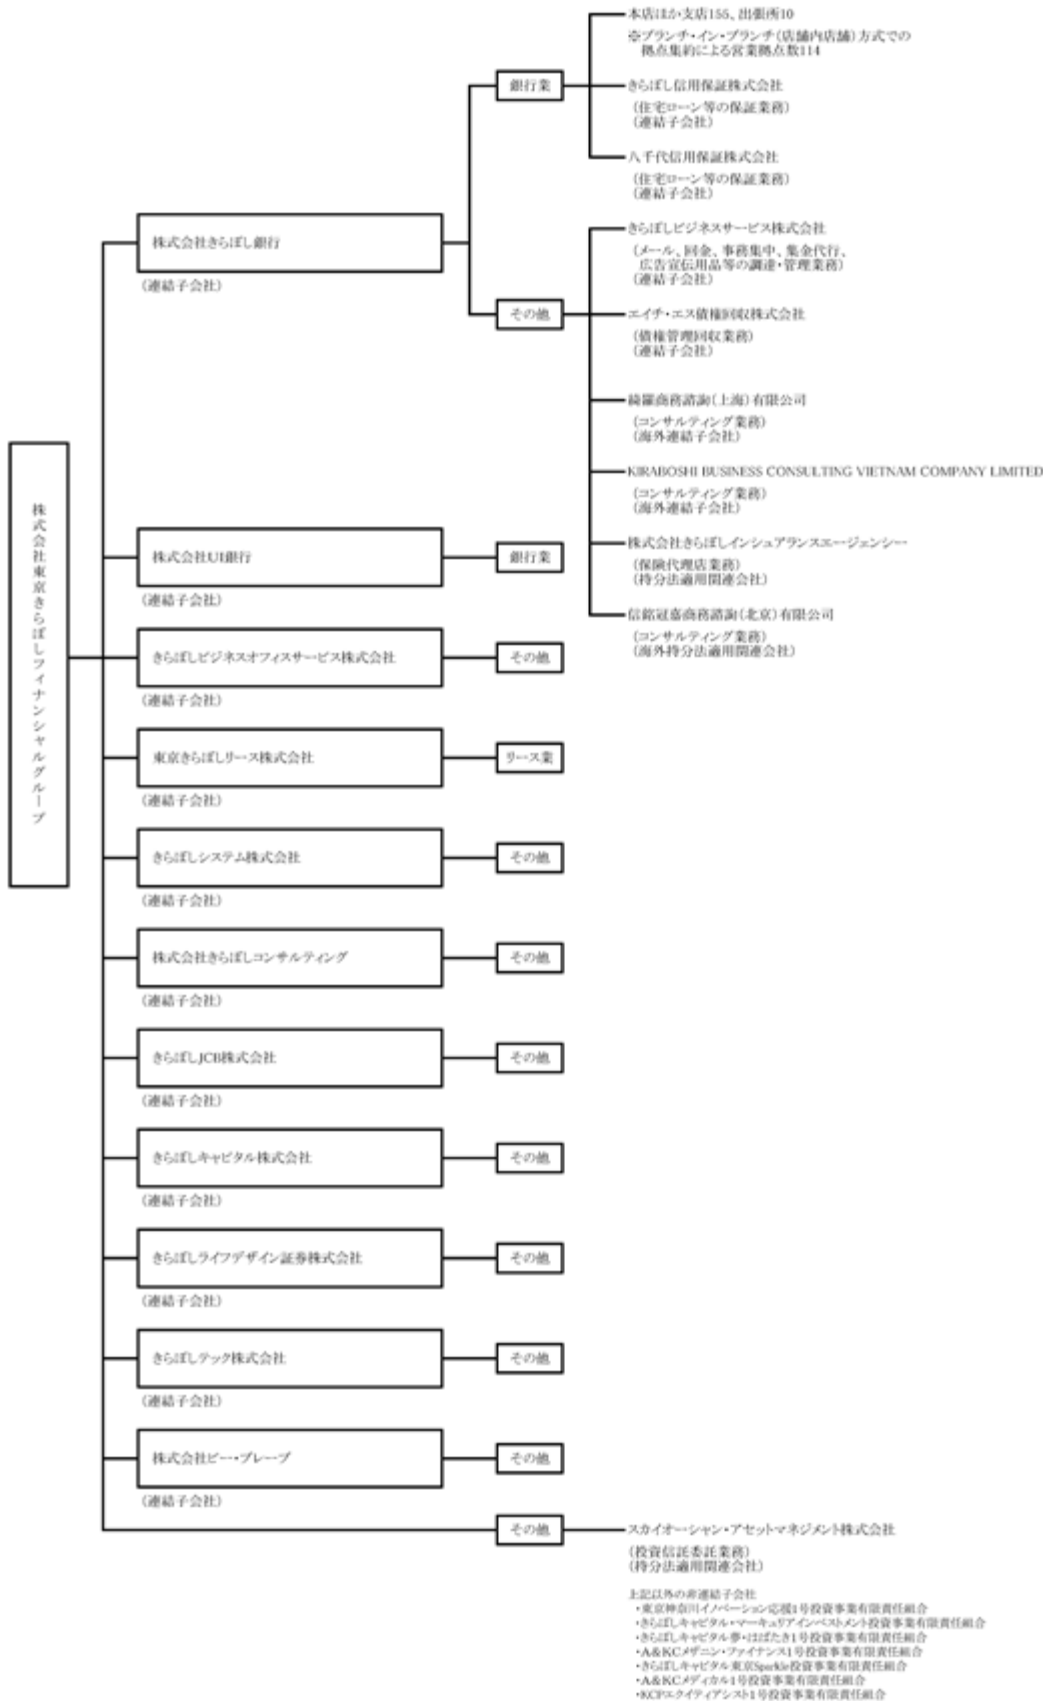 株式会社東京きらぼしフィナンシャルグループ
株式会社きらぼし銀行
(連結子会社)
銀行業
本店ほか支店155、出張所10
※ブランチ・イン・ブランチ(店舗内店舗)方式での
拠点集約による営業拠点数114
きらぼし信用保証株式会社
(住宅ローン等の保証業務)
(連結子会社)
八千代信用保証株式会社
(住宅ローン等の保証業務)
(連結子会社)
その他
きらぼしビジネスサービス株式会社
(メール、回金、事務集中、集金代行、
広告宣伝用品等の調達・管理業務)
(連結子会社)
エイチ・エス債権回収株式会社
(債権管理回収業務)
(連結子会社)
綺羅商務諮詢(上海)有限公司
(コンサルティング業務)
(海外連結子会社)
KIRABOSHI BUSINESS CONSULTING VIETNAM COMPANY LIMITED
(コンサルティング業務)
(海外連結子会社)
株式会社きらぼしインシュアランスエージェンシー
(保険代理店業務)
(持分法適用関連会社)
信銘冠嘉商務諮詢(北京)有限公司
(コンサルティング業務)
(海外持分法適用関連会社)
株式会社UI銀行
(連結子会社)
銀行業
きらぼしビジネスオフィスサービス株式会社
(連結子会社)
その他
東京きらぼしリース株式会社
(連結子会社)
リース業
きらぼしシステム株式会社
(連結子会社)
その他
株式会社きらぼしコンサルティング
(連結子会社)
その他
きらぼしJCB株式会社
(連結子会社)
その他
きらぼしキャピタル株式会社
(連結子会社)
その他
きらぼしライフデザイン証券株式会社
(連結子会社)
その他
きらぼしテック株式会社
(連結子会社)
その他
株式会社ビー・ブレーブ
(連結子会社)
その他
その他
スカイオーシャン・アセットマネジメント株式会社
(投資信託委託業務)
(持分法適用関連会社)
上記以外の非連結子会社
・東京神奈川イノベーション応援1号投資事業有限責任組合
・きらぼしキャピタル・マーキュリアインベストメント投資事業有限責任組合
・きらぼしキャピタル夢・はばたき1号投資事業有限責任組合
・A&KCメザニン・ファイナンス1号投資事業有限責任組合
・きらぼしキャピタル東京Sparkle投資事業有限責任組合
・A&KCメディカル1号投資事業有限責任組合
・KCPエクイティアシスト1号投資事業有限責任組合